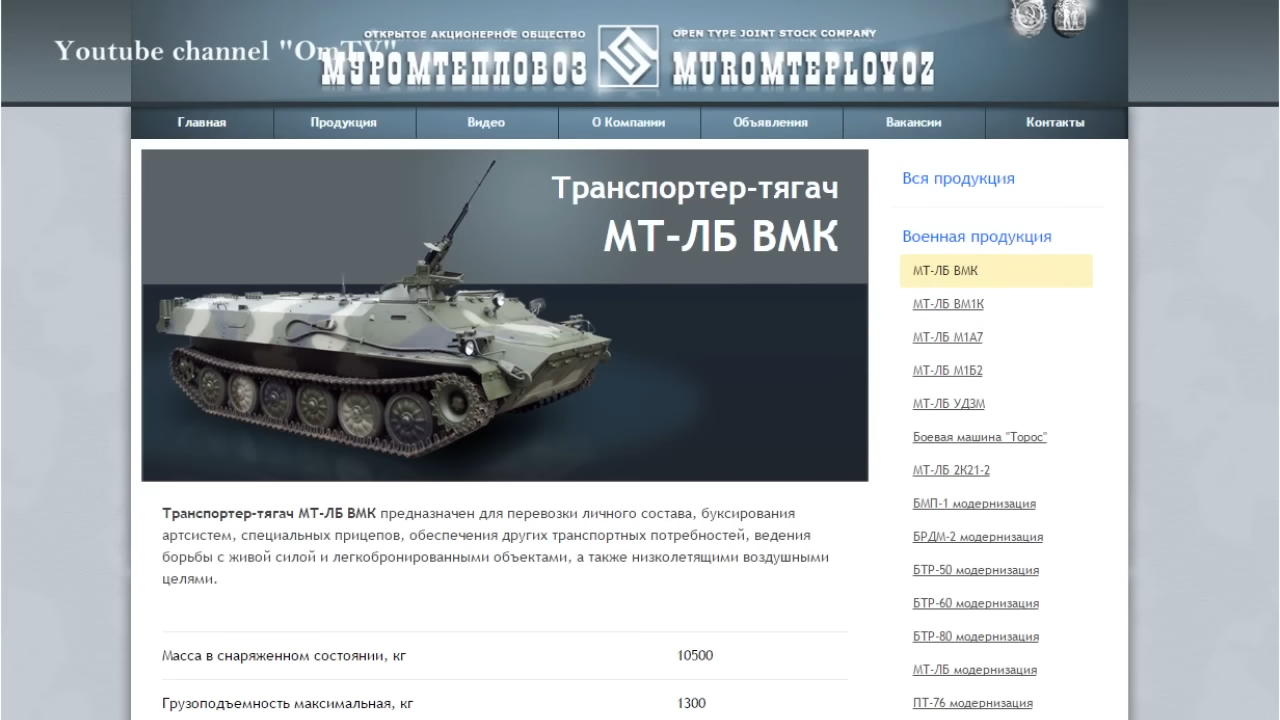 Youtube channel "OmTV"
ОТКРЫТОЕ АКЦИОНЕРНОЕ ОБЩЕСТВО
OPEN TYPE JOINT STOCK COMPANY
МУРОМТЕПЛОВОЗ
MUROMTEPLOVOZ
Главная
Продукция
Видео
О Компании
Объявления
Вакансии
Контакты
Транспортер-тягач
МТ-ЛБ ВМК
Транспортер-тягач МТ-ЛБ ВМК предназначен для перевозки личного состава, буксирования
артсистем, специальных прицепов, обеспечения других транспортных потребностей, ведения
борьбы с живой силой и легкобронированными объектами, а также низколетящими воздушными
целями.
Масса в снаряженном состоянии, кг 10500
Грузоподъемность максимальная, кг 1300
Вся продукция
Военная продукция
МТ-ЛБ ВМК
МТ-ЛБ ВМ1К
МТ-ЛБ М1А7
МТ-ЛБ М1Б2
МТ-ЛБ УДЗМ
Боевая машина "Торос"
МТ-ЛБ 2К21-2
БМП-1 модернизация
БРДМ-2 модернизация
БТР-50 модернизация
БТР-60 модернизация
БТР-80 модернизация
МТ-ЛБ модернизация
ПТ-76 модернизация